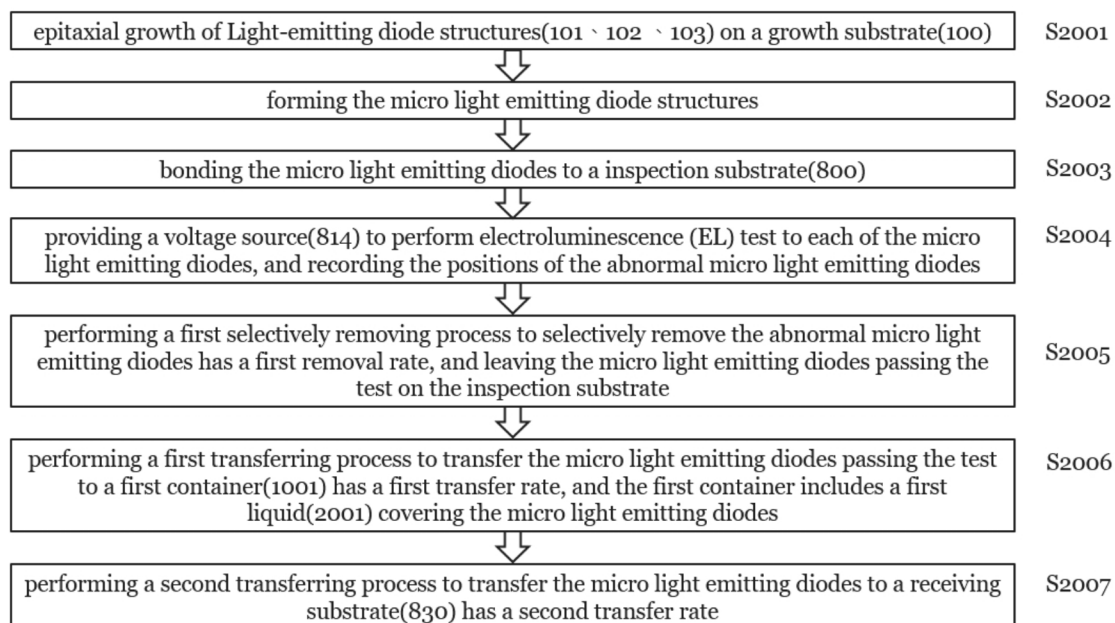 epitaxial growth of Light-emitting diode structures(101、102 、103) on a growth substrate(100)
S2001
forming the micro light emitting diode structures
S2002
bonding the micro light emitting diodes to a inspection substrate(800)
S2003
providing a voltage source(814) to perform electroluminescence (EL) test to each of the micro
light emitting diodes, and recording the positions of the abnormal micro light emitting diodes
S2004
performing a first selectively removing process to selectively remove the abnormal micro light
emitting diodes has a first removal rate, and leaving the micro light emitting diodes passing the
test on the inspection substrate
S2005
performing a first transferring process to transfer the micro light emitting diodes passing the test
to a first container(1001) has a first transfer rate, and the first container includes a first
liquid(2001) covering the micro light emitting diodes
S2006
performing a second transferring process to transfer the micro light emitting diodes to a receiving
substrate(830) has a second transfer rate
S2007